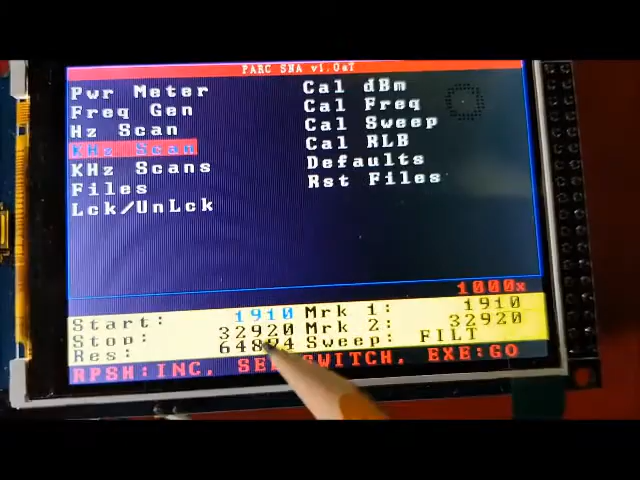 PARC SNA v1.0aT
Pwr Meter
Freq Gen
Hz Scan
KHz Scan
KHz Scans
Files
Lck/UnLck
Cal dBm
Cal Freq
Cal Sweep
Cal RLB
Defaults
Rst Files
1000x
Start: 1910 Mrk 1: 1910
Stop: 32920 Mrk 2: 32920
Res: Sweep: FILT
RPSH:INC. SWITCH. EXE:GO